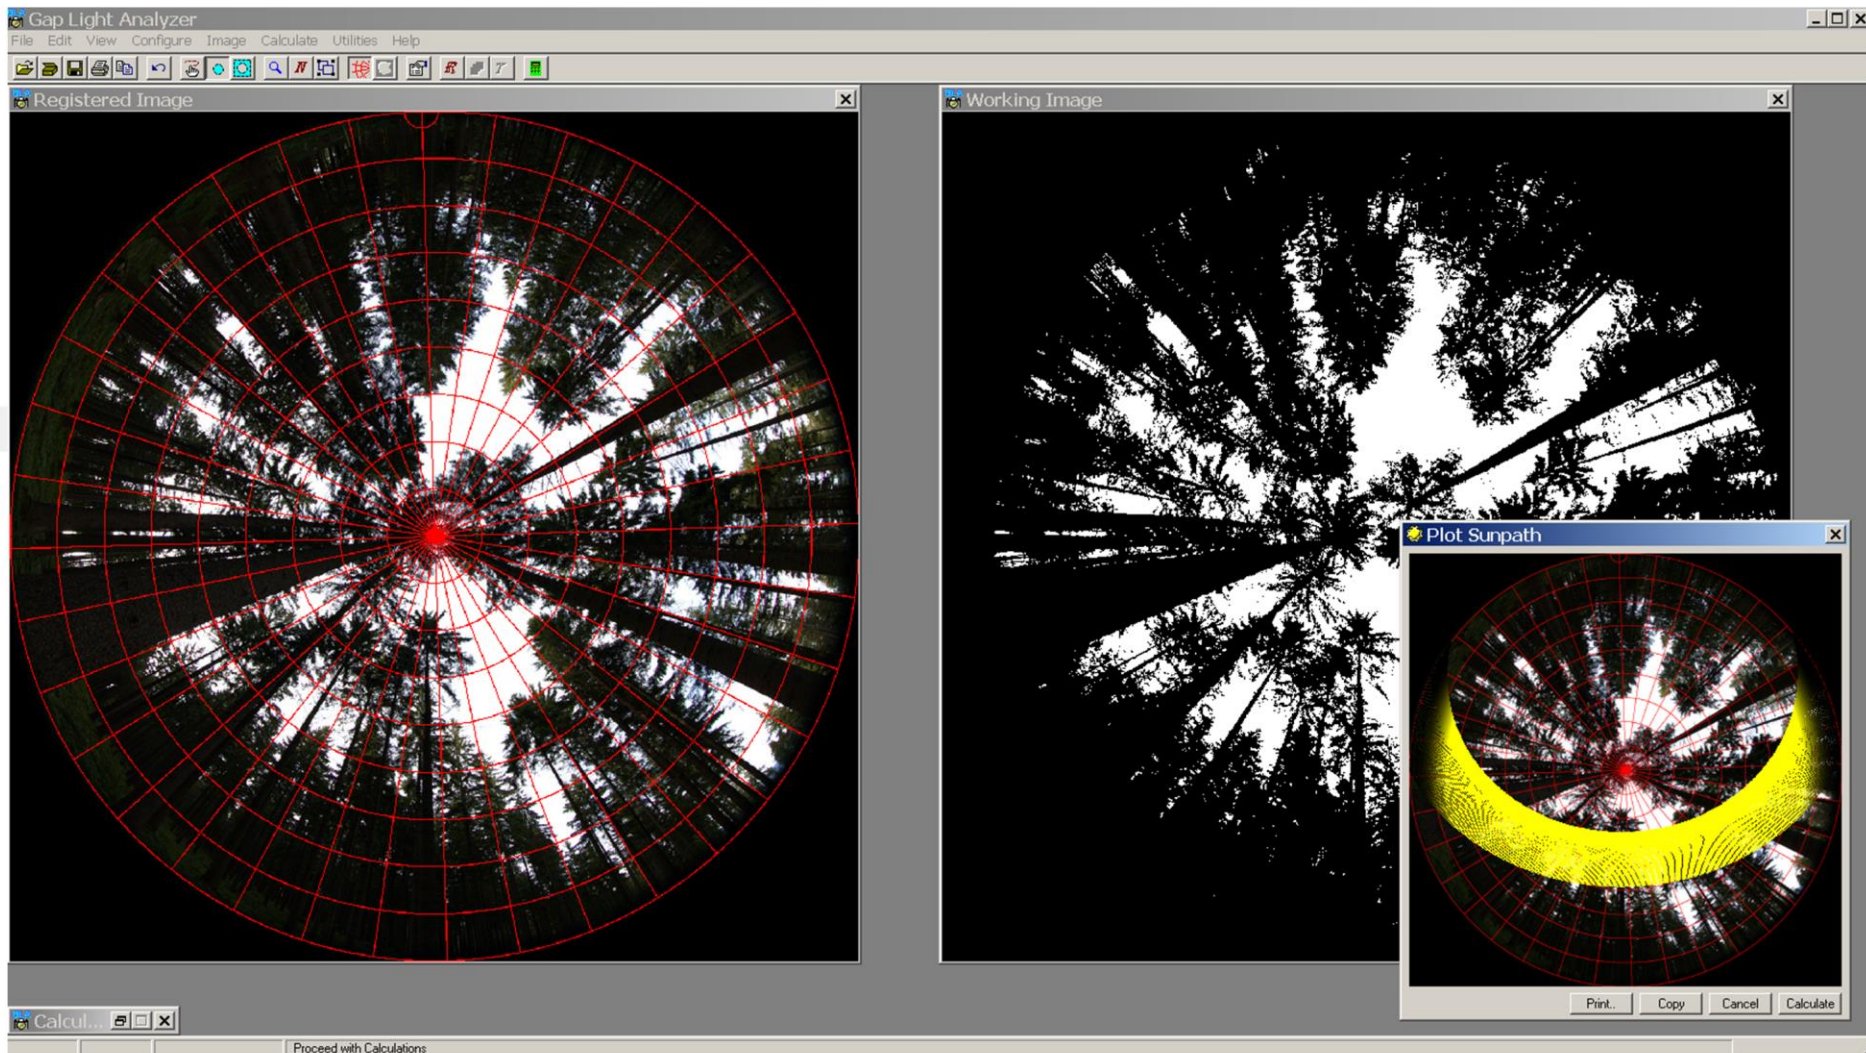 Gap Light Analyzer
File Edit View Configure Image Calculate Utilities Help
Registered Image
Working Image
Plot Sunpath
Print.. Copy Cancel Calculate
Calcul...
Proceed with Calculations